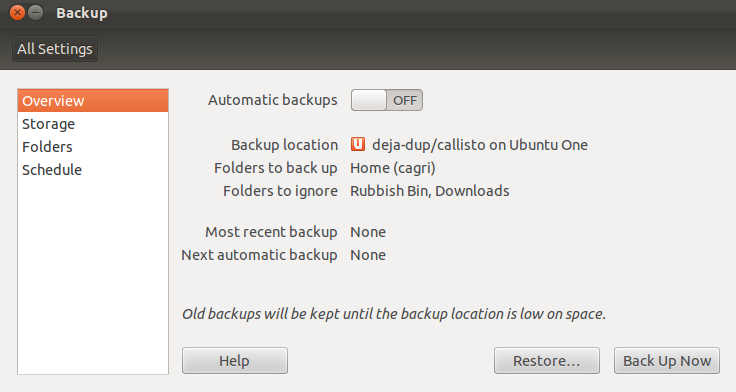 Backup
All Settings
Overview
Storage
Folders
Schedule
Automatic backups OFF
Backup location deja-dup/callisto on Ubuntu One
Folders to back up Home (cagri)
Folders to ignore Rubbish Bin, Downloads
Most recent backup None
Next automatic backup None
Old backups will be kept until the backup location is low on space.
Help Restore... Back Up Now